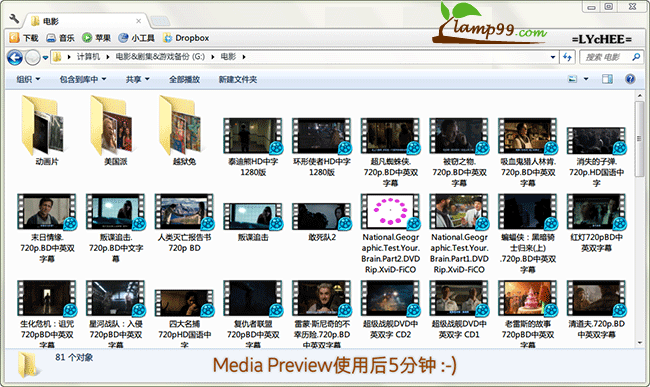 电影
lamp99.com
下载 音乐 苹果 小工具 Dropbox
=LYcHEE=
计算机 电影&剧集&游戏备份 (G:) 电影
搜索 电影
组织 包含到库中 共享 全部播放 新建文件夹
动画片
美国派
越狱兔
泰迪熊HD中字
1280版
环形使者HD中字
1280版
超凡蜘蛛侠.
720p.BD中英双
字幕
被窃之物.
720p.BD中英双
字幕
吸血鬼猎人林肯.
720pBD中英双
字幕
消失的子弹.
720p.HD国语中
字
末日情缘.
720p.BD中英双
字幕
叛谍追击.
720p.BD中文字
幕
人类灭亡报告书
720p BD
叛谍追击
敢死队2
National.Geogr
aphic.Test.Your.
Brain.Part2.DVD
Rip.XviD-FiCO
National.Geogr
aphic.Test.Your.
Brain.Part1.DVD
Rip.XviD-FiCO
蝙蝠侠：黑暗骑
士归来(上)
.720p.BD中英双
字幕
红灯720pBD中
英双字幕
生化危机：诅咒
720pBD中英双
字幕
星河战队：入侵
720pBD中英双
字幕
四大名捕
720pHD国语中
字
复仇者联盟
720pBD中英双
字幕
雷蒙·斯尼奇的不
幸历险.720p.BD
中英双字幕
超级战舰DVD中
英双字 CD2
超级战舰DVD中
英双字 CD1
老雷斯的故事
720pBD中英双
字幕
清道夫.720p.BD
中英双字幕
81 个对象
Media Preview使用后5分钟 :-)